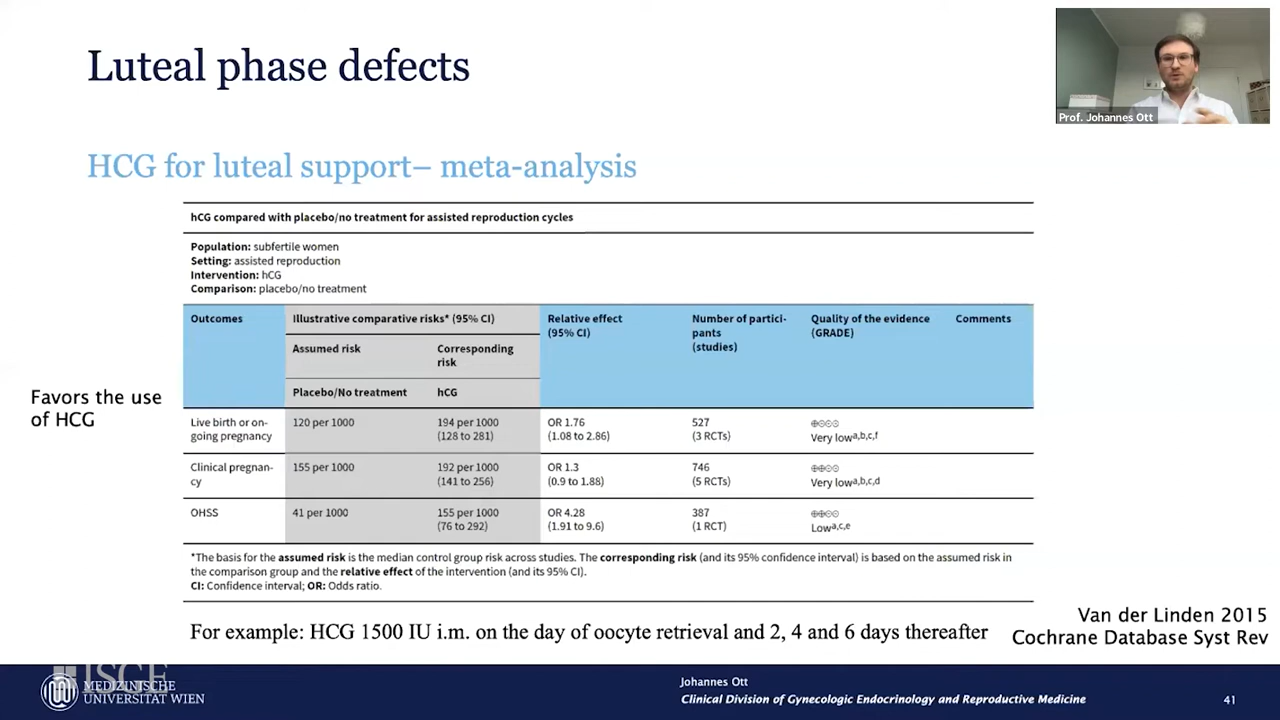 Luteal phase defects
Prof. Johannes Ott
HCG for luteal support– meta-analysis
hCG compared with placebo/no treatment for assisted reproduction cycles
Population: subfertile women
Setting: assisted reproduction
Intervention: hCG
Comparison: placebo/no treatment
Outcomes
Illustrative comparative risks* (95% CI)
Relative effect
(95% CI)
Number of partici-
pants
(studies)
Quality of the evidence
(GRADE)
Comments
Assumed risk
Corresponding
risk
Placebo/No treatment
hCG
Favors the use
of HCG
Live birth or on-
going pregnancy
120 per 1000
194 per 1000
(128 to 281)
OR 1.76
(1.08 to 2.86)
527
(3 RCTs)
⊕⊝⊝⊝
Very low a,b,c,f
Clinical pregnan-
cy
155 per 1000
192 per 1000
(141 to 256)
OR 1.3
(0.9 to 1.88)
746
(5 RCTs)
⊕⊕⊝⊝
Very low a,b,c,d
OHSS
41 per 1000
155 per 1000
(76 to 292)
OR 4.28
(1.91 to 9.6)
387
(1 RCT)
⊕⊕⊝⊝
Low a,c,e
*The basis for the assumed risk is the median control group risk across studies. The corresponding risk (and its 95% confidence interval) is based on the assumed risk in
the comparison group and the relative effect of the intervention (and its 95% CI).
CI: Confidence interval; OR: Odds ratio.
For example: HCG 1500 IU i.m. on the day of oocyte retrieval and 2, 4 and 6 days thereafter
Van der Linden 2015
Cochrane Database Syst Rev
ISGE
MEDIZINISCHE
UNIVERSITÄT WIEN
Johannes Ott
Clinical Division of Gynecologic Endocrinology and Reproductive Medicine
41